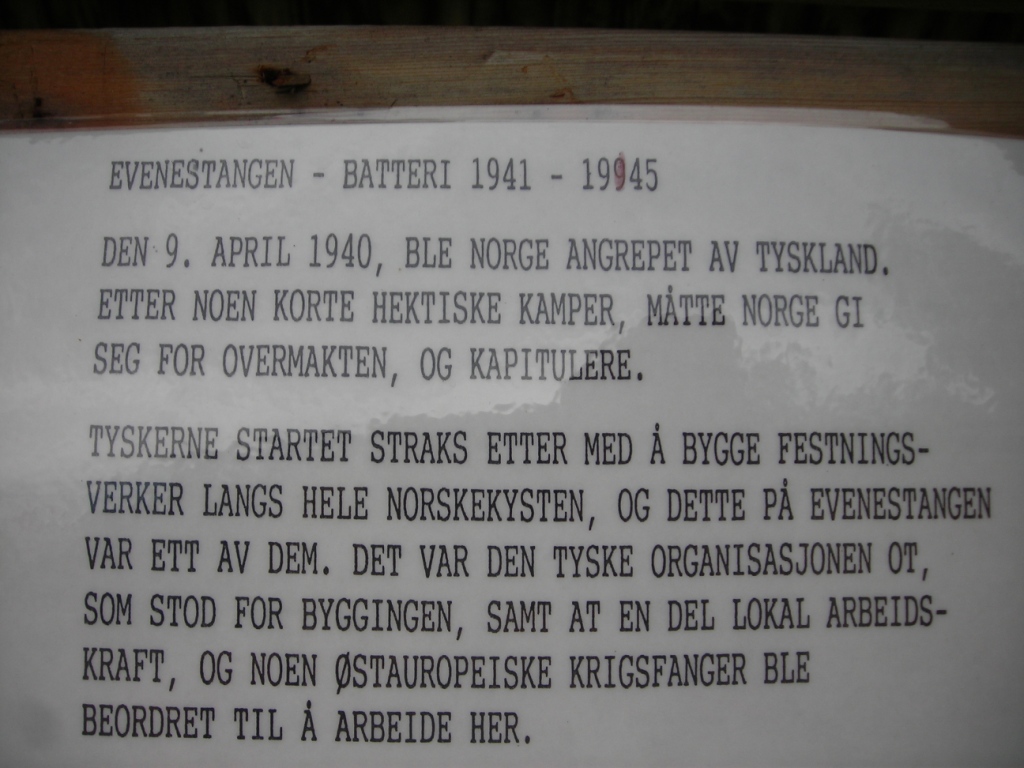 EVENESTANGEN - BATTERI 1941 - 19945
DEN 9. APRIL 1940, BLE NORGE ANGREPET AV TYSKLAND.
ETTER NOEN KORTE HEKTISKE KAMPER, MÅTTE NORGE GI
SEG FOR OVERMAKTEN, OG KAPITULERE.
TYSKERNE STARTET STRAKS ETTER MED Å BYGGE FESTNINGS-
VERKER LANGS HELE NORSKEKYSTEN, OG DETTE PÅ EVENESTANGEN
VAR ETT AV DEM. DET VAR DEN TYSKE ORGANISASJONEN OT,
SOM STOD FOR BYGGINGEN, SAMT AT EN DEL LOKAL ARBEIDS-
KRAFT, OG NOEN ØSTAUROPEISKE KRIGSFANGER BLE
BEORDRET TIL Å ARBEIDE HER.